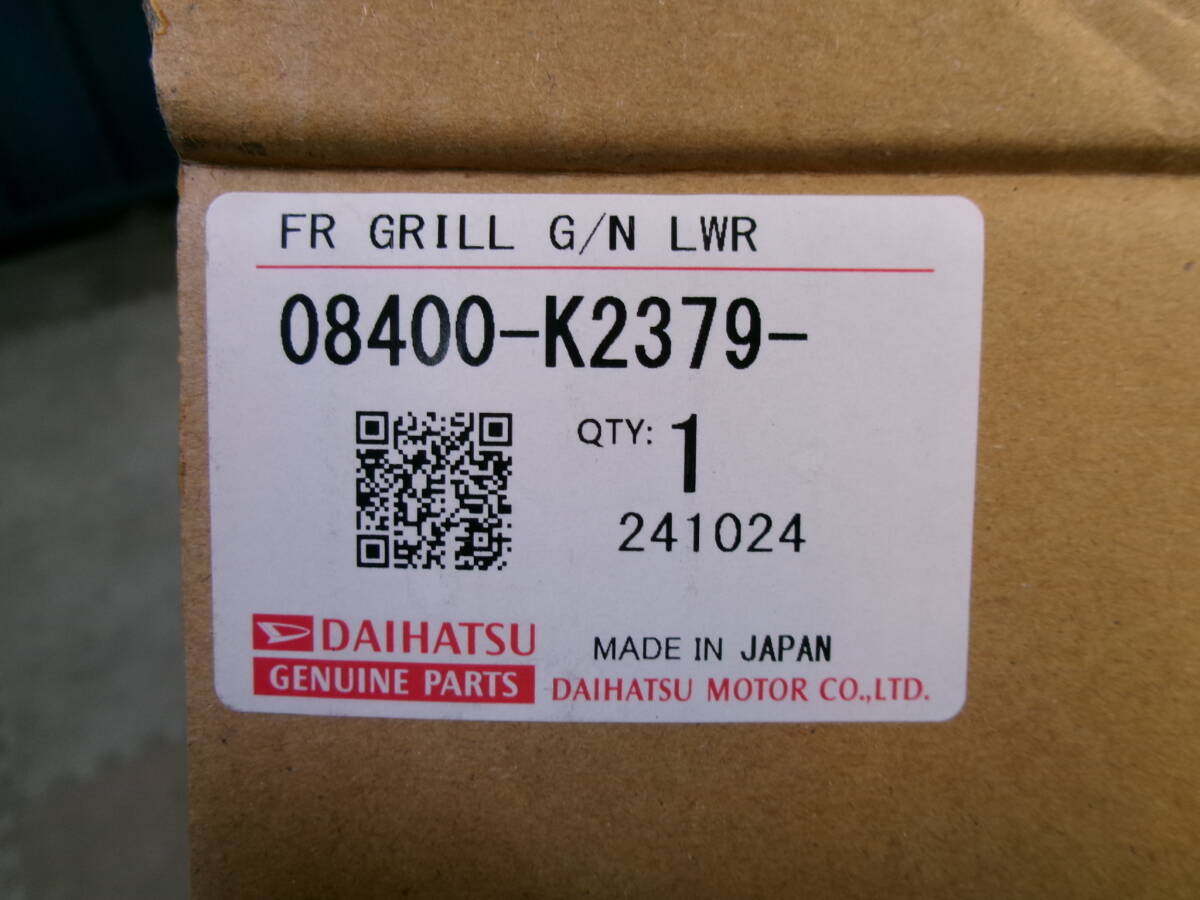 FR GRILL G/N LWR
08400-K2379-
QTY: 1
241024
DAIHATSU
GENUINE PARTS
MADE IN JAPAN
DAIHATSU MOTOR CO.,LTD.